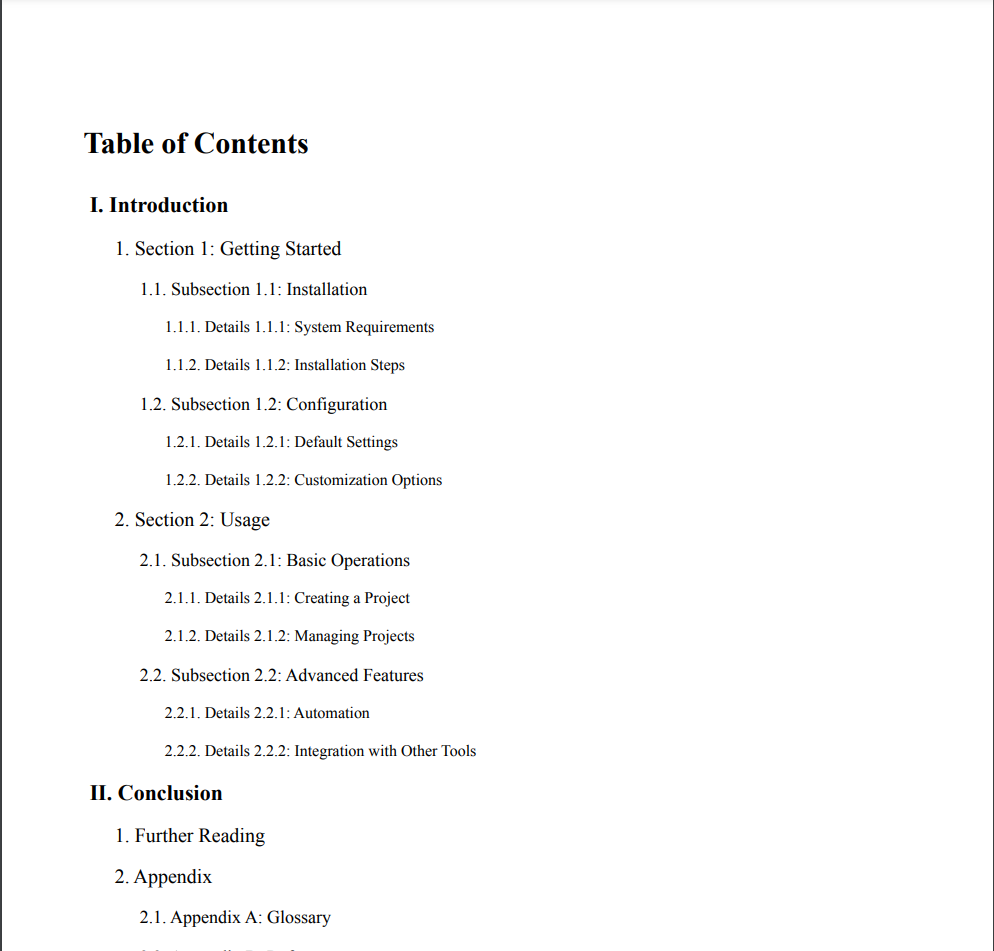 Table of Contents
I. Introduction
1. Section 1: Getting Started
1.1. Subsection 1.1: Installation
1.1.1. Details 1.1.1: System Requirements
1.1.2. Details 1.1.2: Installation Steps
1.2. Subsection 1.2: Configuration
1.2.1. Details 1.2.1: Default Settings
1.2.2. Details 1.2.2: Customization Options
2. Section 2: Usage
2.1. Subsection 2.1: Basic Operations
2.1.1. Details 2.1.1: Creating a Project
2.1.2. Details 2.1.2: Managing Projects
2.2. Subsection 2.2: Advanced Features
2.2.1. Details 2.2.1: Automation
2.2.2. Details 2.2.2: Integration with Other Tools
II. Conclusion
1. Further Reading
2. Appendix
2.1. Appendix A: Glossary